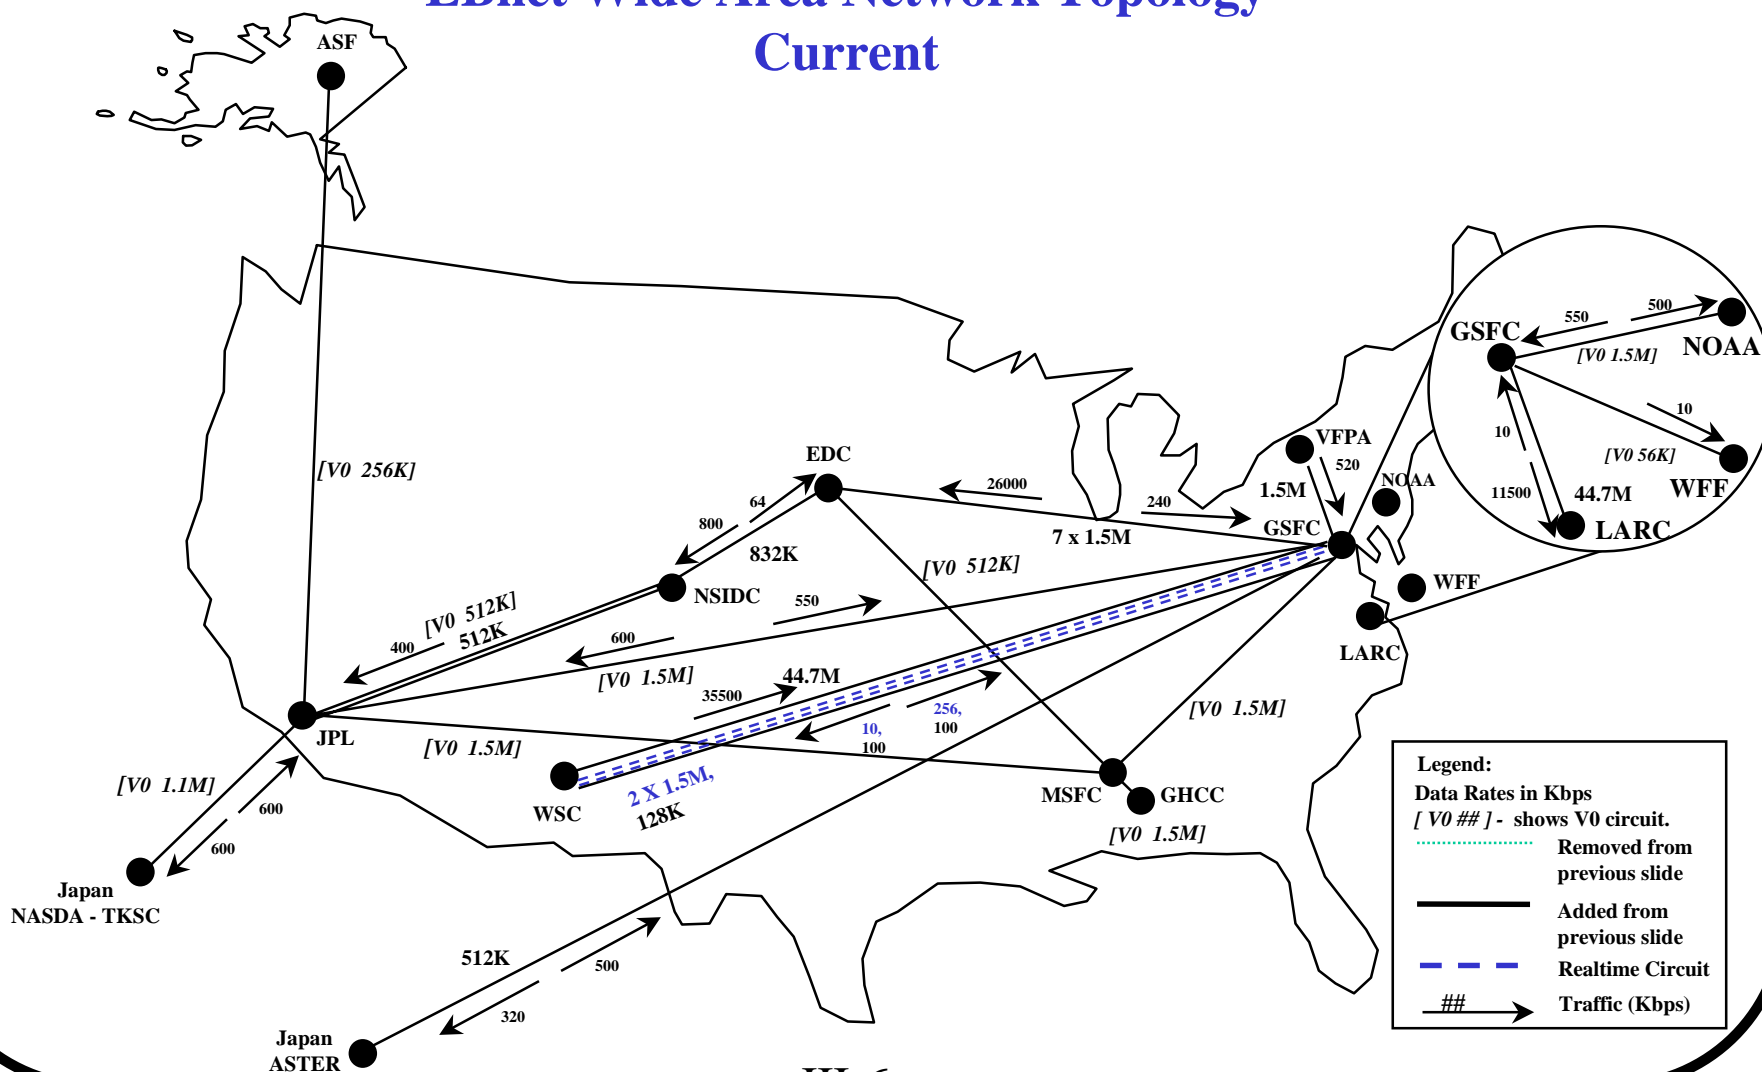 EBnet Wide Area Network Topology
Current
ASF
[V0 256K]
EDC
800
64
832K
NSIDC
[V0 512K]
512K
400
26000
240
7 x 1.5M
[V0 512K]
550
600
[V0 1.5M]
35500
44.7M
10,
100
256,
100
2 X 1.5M,
128K
WSC
JPL
[V0 1.5M]
[V0 1.1M]
600
600
Japan
NASDA - TKSC
512K
500
320
Japan
ASTER
VFPA
520
1.5M
NOAA
GSFC
WFF
LARC
[V0 1.5M]
MSFC
GHCC
[V0 1.5M]
GSFC
550
500
[V0 1.5M]
NOAA
10
10
[V0 56K]
WFF
11500
44.7M
LARC
Legend:
Data Rates in Kbps
[ V0 ## ] - shows V0 circuit.
Removed from
previous slide
Added from
previous slide
Realtime Circuit
## Traffic (Kbps)